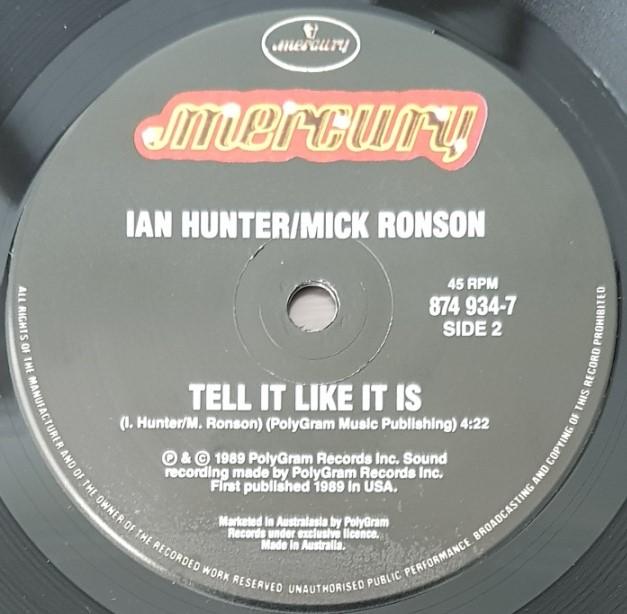 mercury
mercury
IAN HUNTER/MICK RONSON
45 RPM
874 934-7
SIDE 2
TELL IT LIKE IT IS
(I. Hunter/M. Ronson) (PolyGram Music Publishing) 4:22
Ⓟ & © 1989 PolyGram Records Inc. Sound
recording made by PolyGram Records Inc.
First published 1989 in USA.
Marketed in Australasia by PolyGram
Records under exclusive licence.
Made in Australia.
ALL RIGHTS OF THE MANUFACTURER AND OF THE OWNER OF THE RECORDED WORK RESERVED UNAUTHORISED PUBLIC PERFORMANCE BROADCASTING AND COPYING OF THIS RECORD PROHIBITED